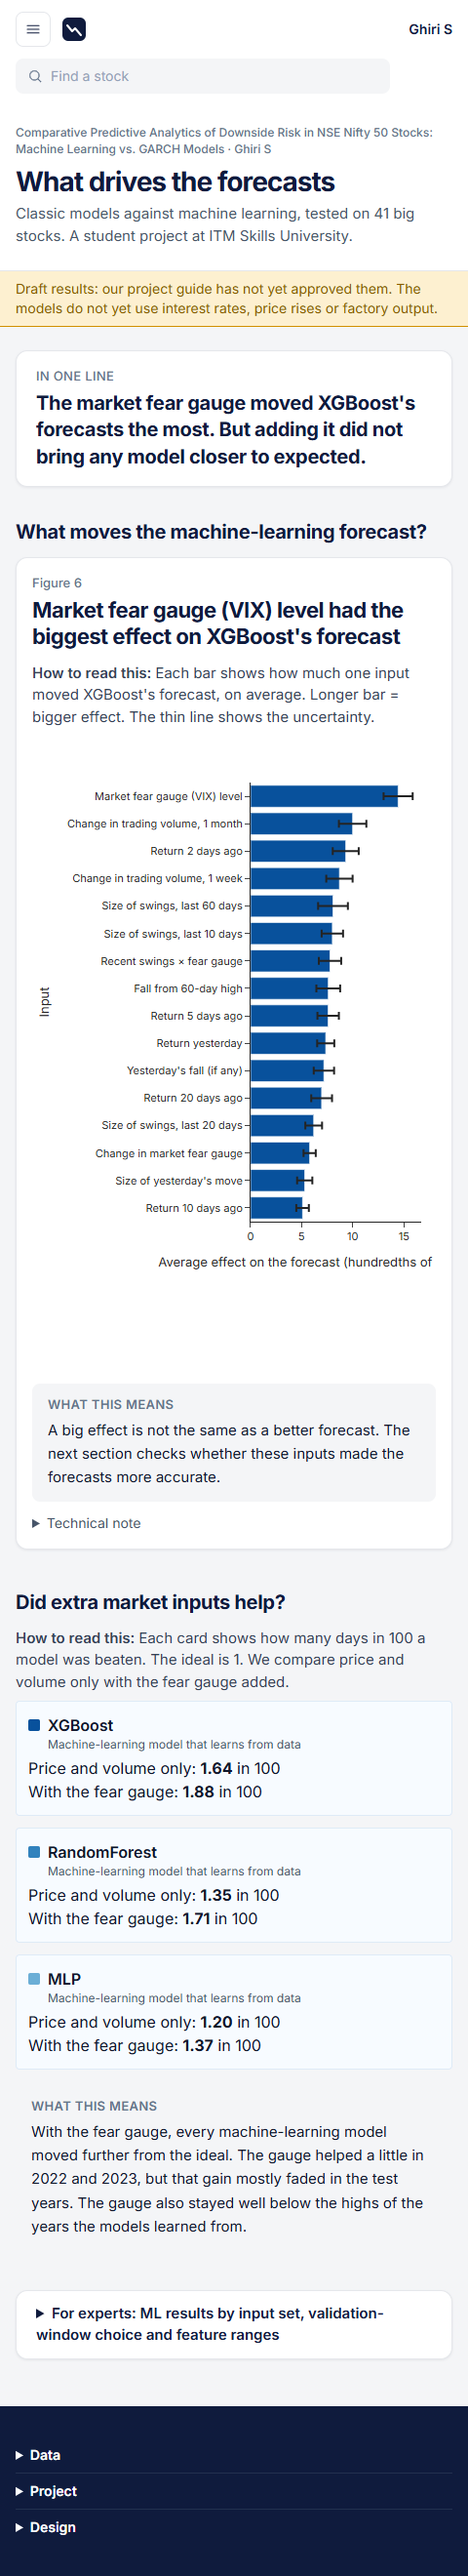 Ghiri S
Find a stock
Comparative Predictive Analytics of Downside Risk in NSE Nifty 50 Stocks:
Machine Learning vs. GARCH Models · Ghiri S
What drives the forecasts
Classic models against machine learning, tested on 41 big
stocks. A student project at ITM Skills University.
Draft results: our project guide has not yet approved them. The
models do not yet use interest rates, price rises or factory output.
IN ONE LINE
The market fear gauge moved XGBoost's
forecasts the most. But adding it did not
bring any model closer to expected.
What moves the machine-learning forecast?
Figure 6
Market fear gauge (VIX) level had the
biggest effect on XGBoost's forecast
How to read this: Each bar shows how much one input
moved XGBoost's forecast, on average. Longer bar =
bigger effect. The thin line shows the uncertainty.
Market fear gauge (VIX) level
Change in trading volume, 1 month
Return 2 days ago
Change in trading volume, 1 week
Size of swings, last 60 days
Size of swings, last 10 days
Recent swings × fear gauge
Fall from 60-day high
Input
Return 5 days ago
Return yesterday
Yesterday's fall (if any)
Return 20 days ago
Size of swings, last 20 days
Change in market fear gauge
Size of yesterday's move
Return 10 days ago
0 5 10 15
Average effect on the forecast (hundredths of
WHAT THIS MEANS
A big effect is not the same as a better forecast. The
next section checks whether these inputs made the
forecasts more accurate.
Technical note
Did extra market inputs help?
How to read this: Each card shows how many days in 100 a
model was beaten. The ideal is 1. We compare price and
volume only with the fear gauge added.
XGBoost
Machine-learning model that learns from data
Price and volume only: 1.64 in 100
With the fear gauge: 1.88 in 100
RandomForest
Machine-learning model that learns from data
Price and volume only: 1.35 in 100
With the fear gauge: 1.71 in 100
MLP
Machine-learning model that learns from data
Price and volume only: 1.20 in 100
With the fear gauge: 1.37 in 100
WHAT THIS MEANS
With the fear gauge, every machine-learning model
moved further from the ideal. The gauge helped a little in
2022 and 2023, but that gain mostly faded in the test
years. The gauge also stayed well below the highs of the
years the models learned from.
For experts: ML results by input set, validation-
window choice and feature ranges
Data
Project
Design